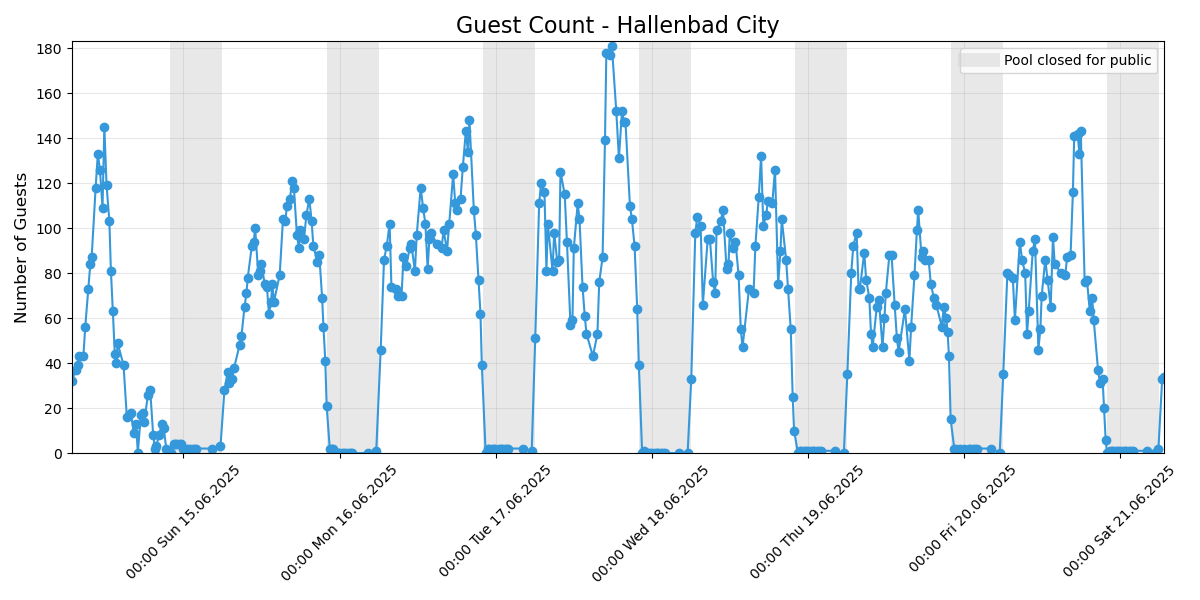 Guest Count - Hallenbad City
Pool closed for public
Number of Guests
180
160
140
120
100
80
60
40
20
0
00:00 Sun 15.06.2025
00:00 Mon 16.06.2025
00:00 Tue 17.06.2025
00:00 Wed 18.06.2025
00:00 Thu 19.06.2025
00:00 Fri 20.06.2025
00:00 Sat 21.06.2025